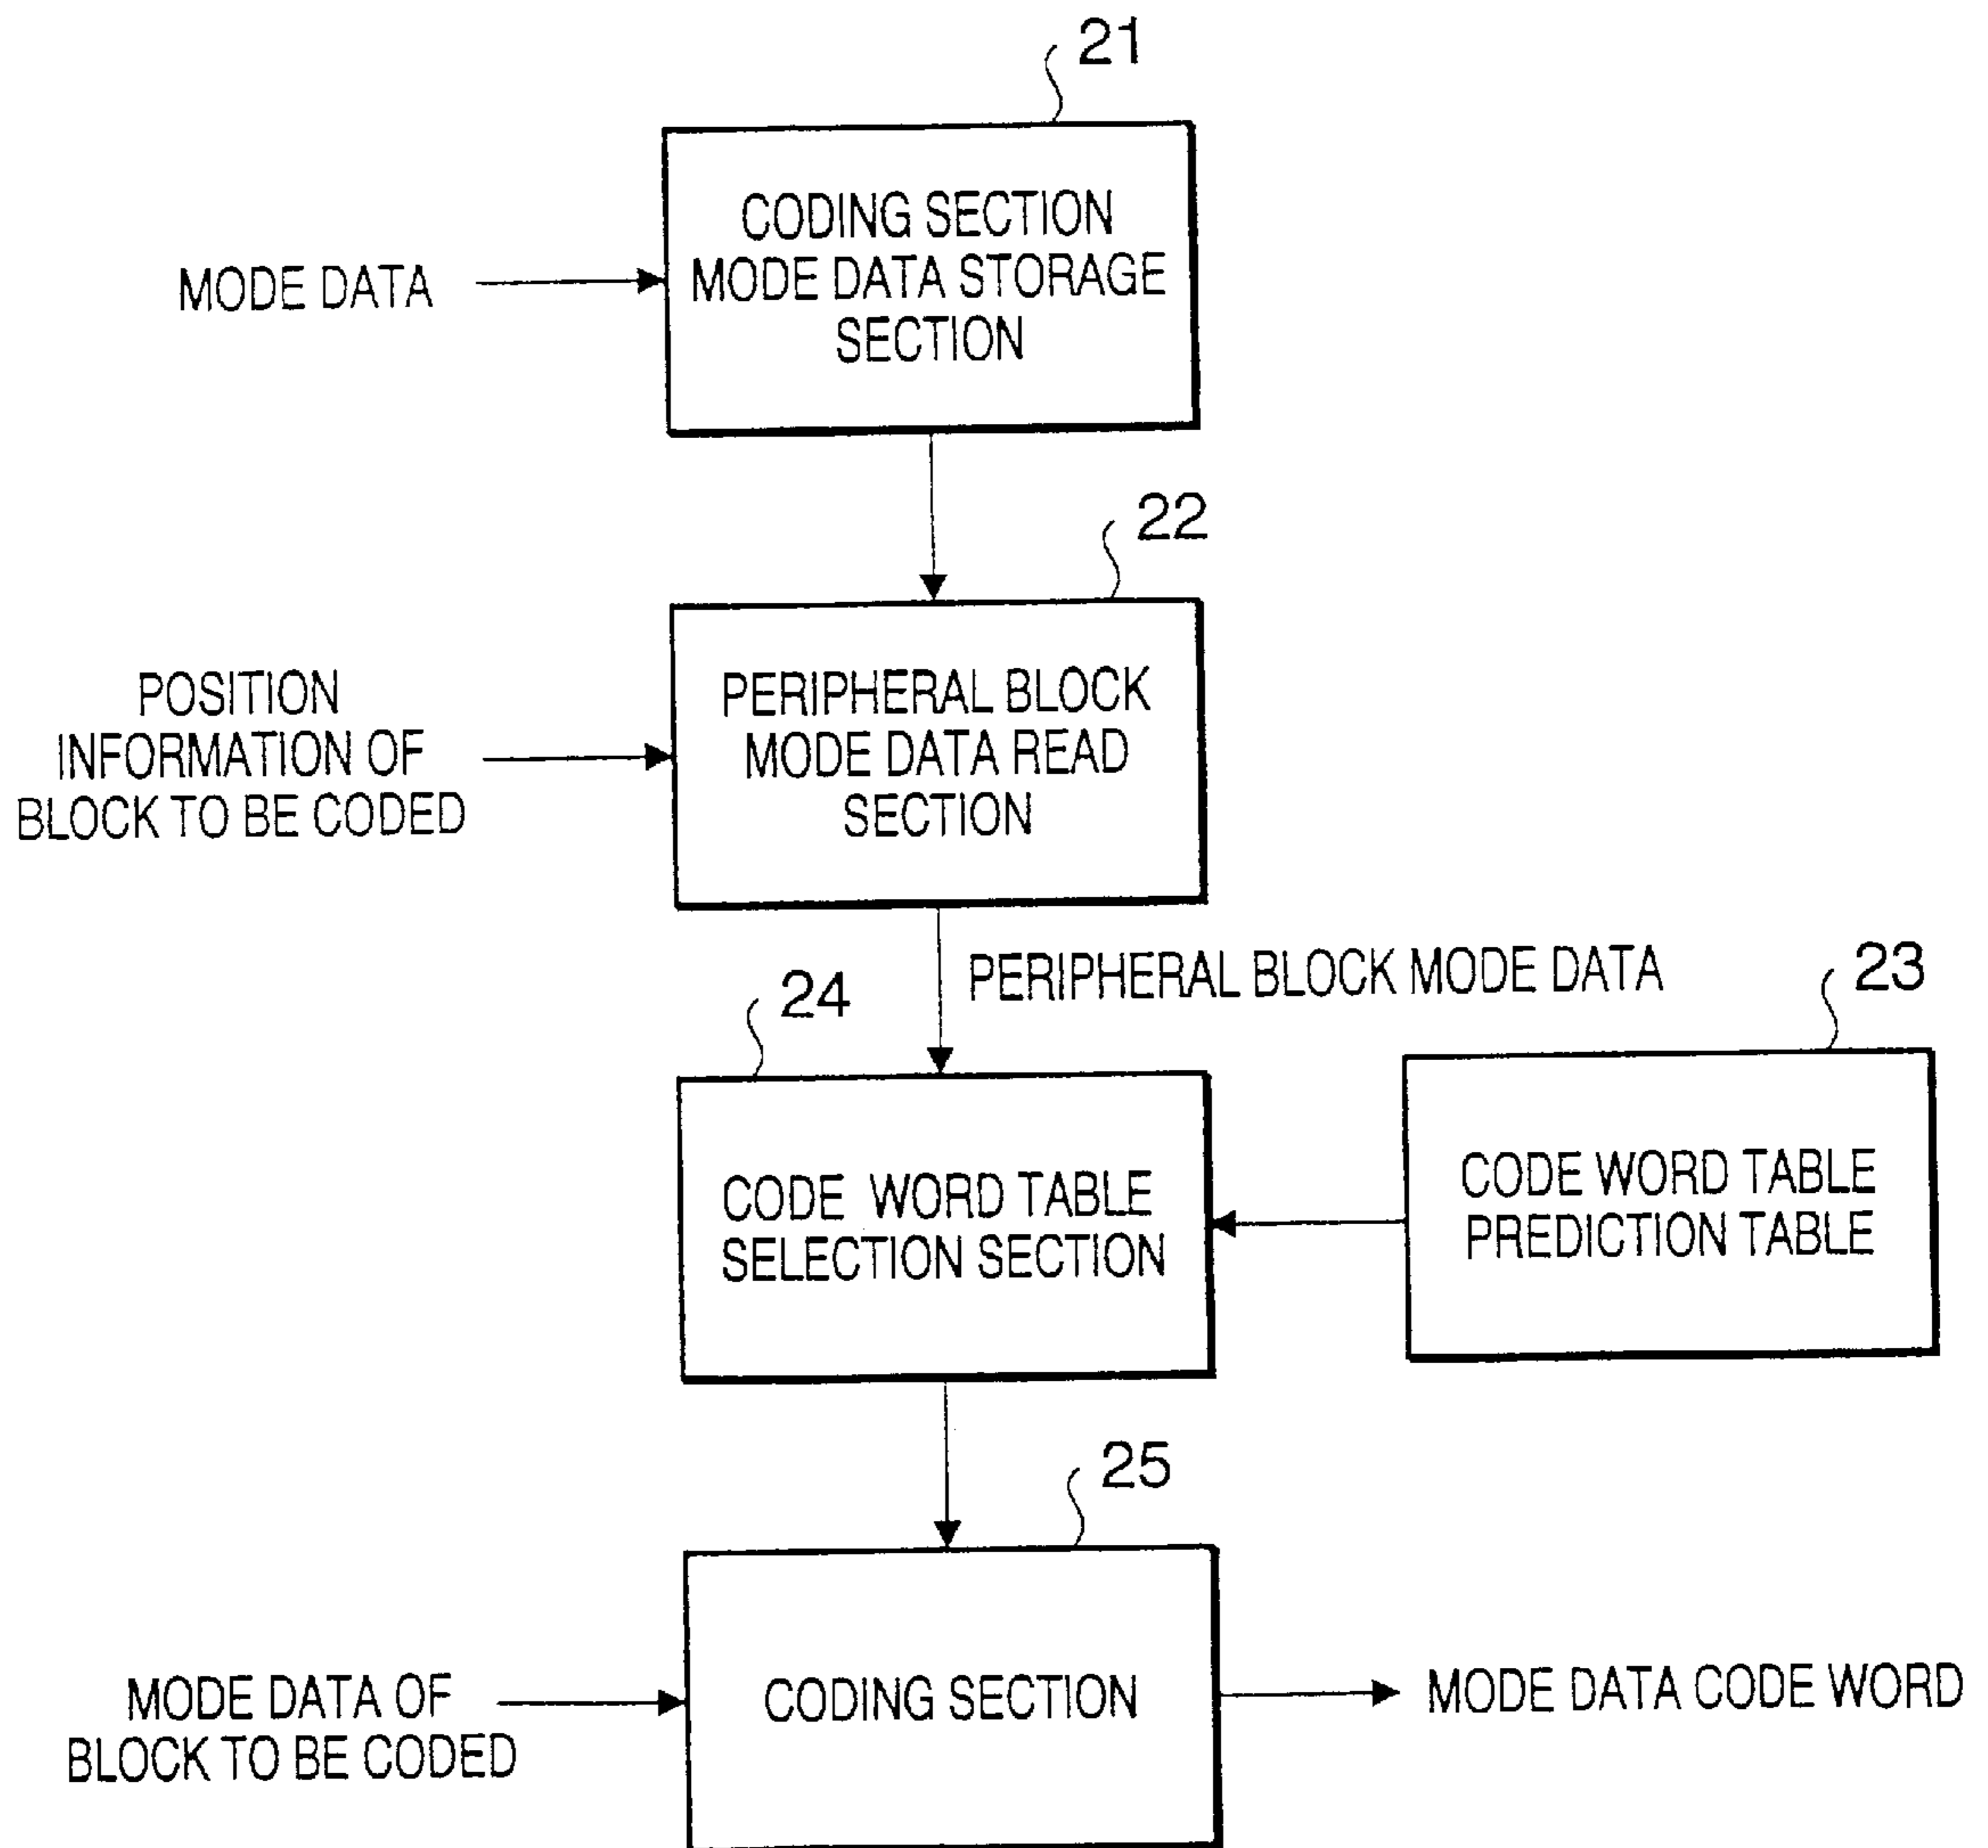 21
CODING SECTION
MODE DATA STORAGE
SECTION
MODE DATA
22
PERIPHERAL BLOCK
MODE DATA READ
SECTION
POSITION
INFORMATION OF
BLOCK TO BE CODED
PERIPHERAL BLOCK MODE DATA
24
23
CODE WORD TABLE
SELECTION SECTION
CODE WORD TABLE
PREDICTION TABLE
25
MODE DATA OF
BLOCK TO BE CODED
CODING SECTION
MODE DATA CODE WORD